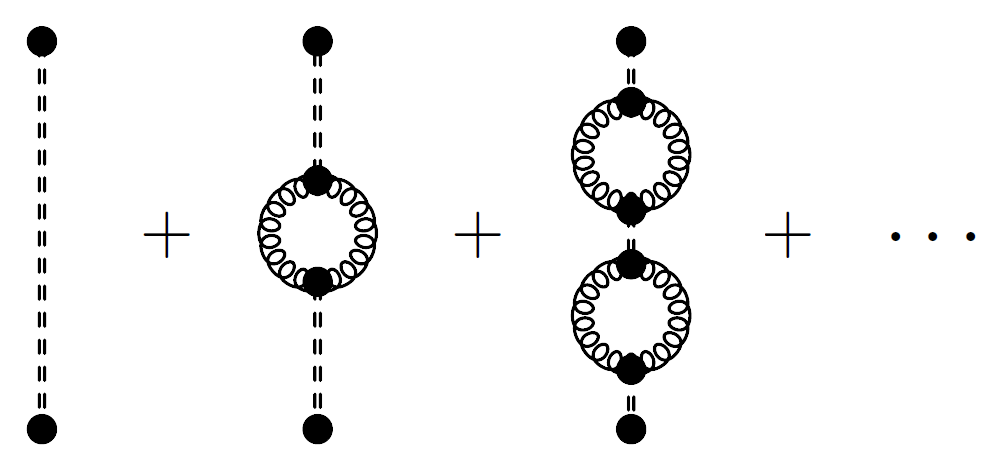 + + + ...